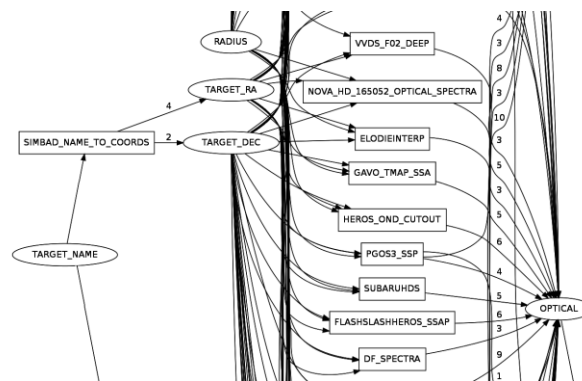 RADIUS
VVDS_F02_DEEP
TARGET_RA
NOVA_HD_165052_OPTICAL_SPECTRA
SIMBAD_NAME_TO_COORDS
4
2
TARGET_DEC
ELODIEINTERP
GAVO_TMAP_SSA
HEROS_OND_CUTOUT
TARGET_NAME
PGOS3_SSP
SUBARUHDS
FLASHSLASHHEROS_SSAP
DF_SPECTRA
OPTICAL
4
3
8
3
10
3
5
3
5
6
4
5
6
3
9
1